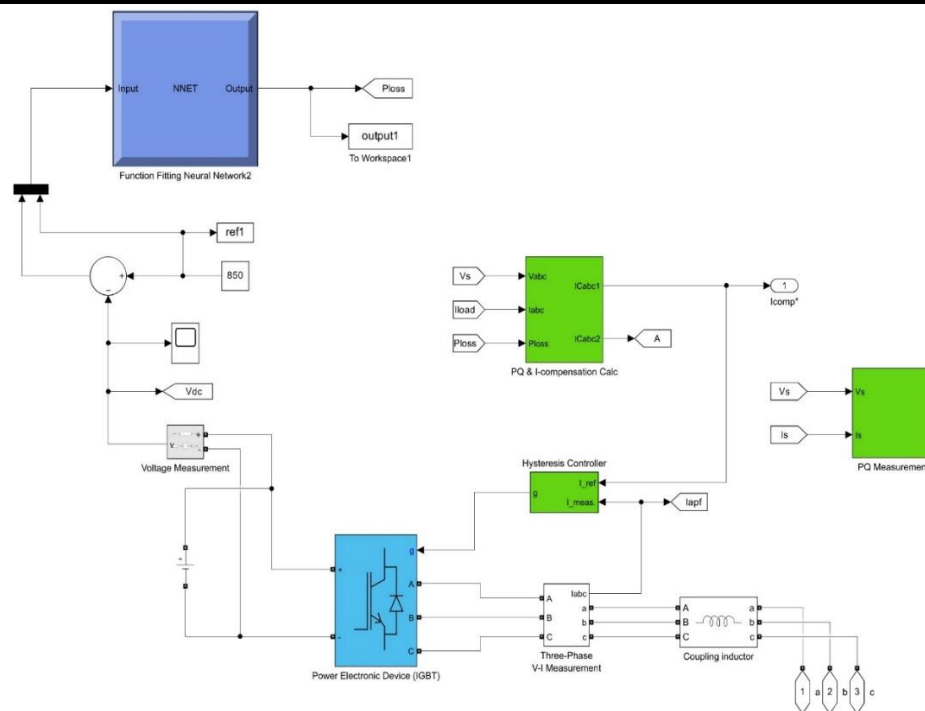 Input
NNET
Output
Ploss
output1
To Workspace1
Function Fitting Neural Network2
ref1
850
+
−
Vdc
v
+
-
Voltage Measurement
Vs
Iload
Ploss
Vabc
Iabc
Ploss
ICabc1
ICabc2
PQ & I-compensation Calc
1
Icomp*
A
Vs
Is
Vs
Is
PQ Measurement
Hysteresis Controller
g
I_ref
I_meas.
Iapf
+
+
-
g
A
B
C
Power Electronic Device (IGBT)
A
B
C
Iabc
a
b
c
Three-Phase
V-I Measurement
A
B
C
a
b
c
Coupling inductor
1 a
2 b
3 c